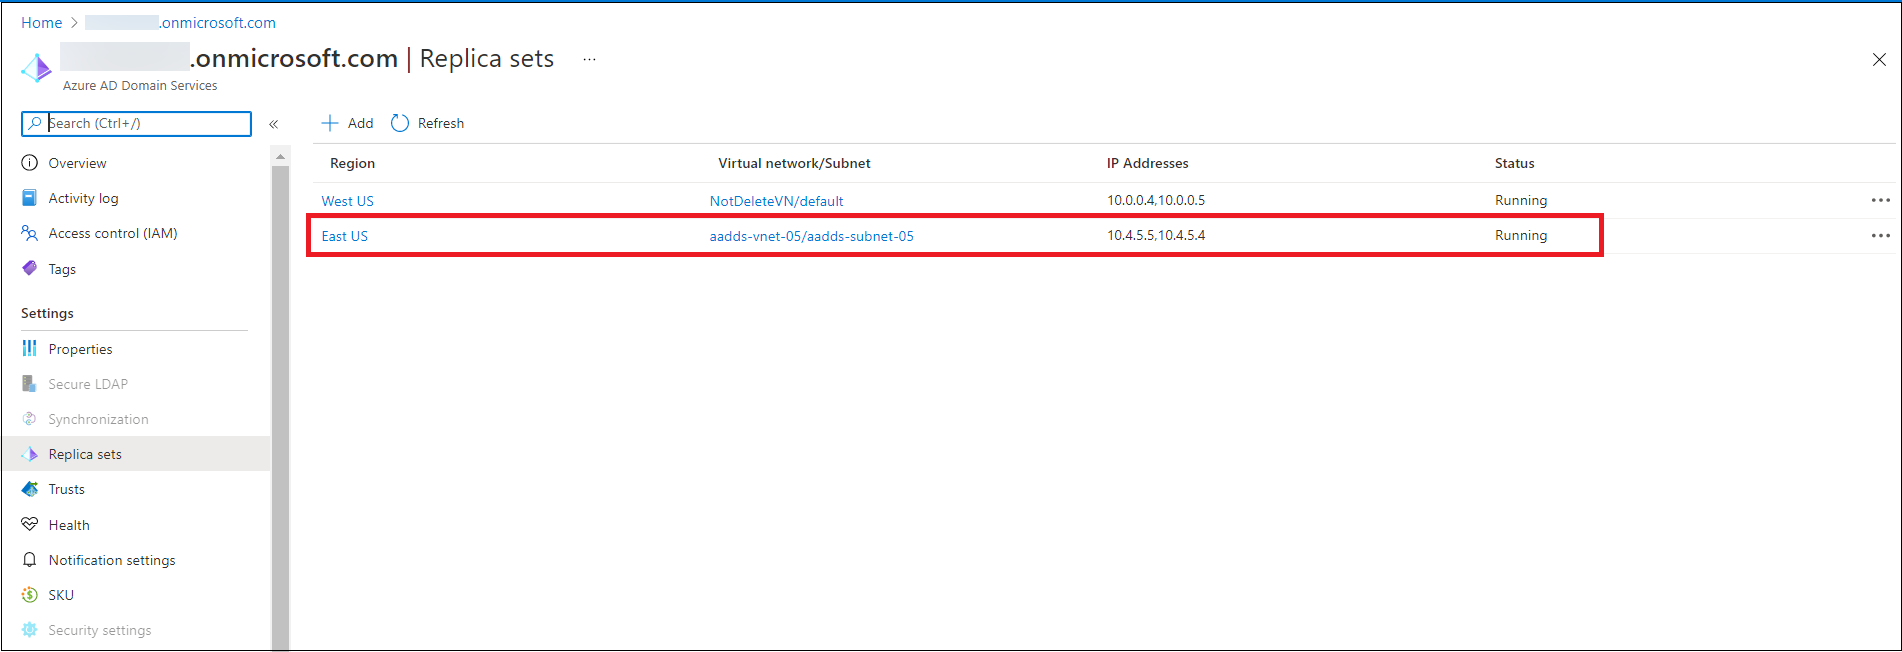 Home > .onmicrosoft.com
.onmicrosoft.com | Replica sets ...
Azure AD Domain Services
Search (Ctrl+/) «
Add Refresh
Overview
Activity log
Access control (IAM)
Tags
Settings
Properties
Secure LDAP
Synchronization
Replica sets
Trusts
Health
Notification settings
SKU
Security settings
Region Virtual network/Subnet IP Addresses Status
West US NotDeleteVN/default 10.0.0.4,10.0.0.5 Running ...
East US aadds-vnet-05/aadds-subnet-05 10.4.5.5,10.4.5.4 Running ...